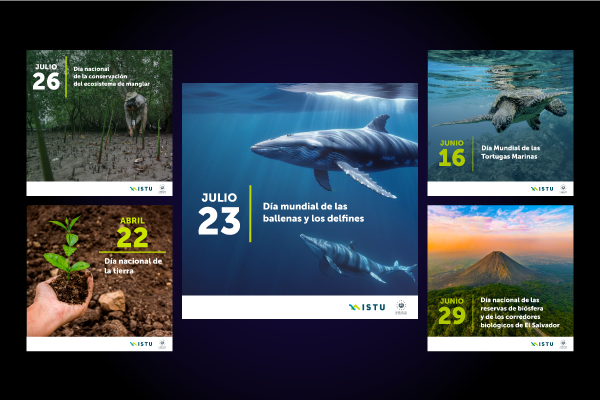 JULIO
26
Día nacional
de la conservación
del ecosistema de manglar
ISTU
ABRIL
22
Día nacional de
la tierra
ISTU
JULIO
23
Día mundial de las
ballenas y los delfines
ISTU
JUNIO
16
Día Mundial de las
Tortugas Marinas
ISTU
JUNIO
29
Día nacional de las
reservas de biósfera
y de los corredores
biológicos de El Salvador
ISTU